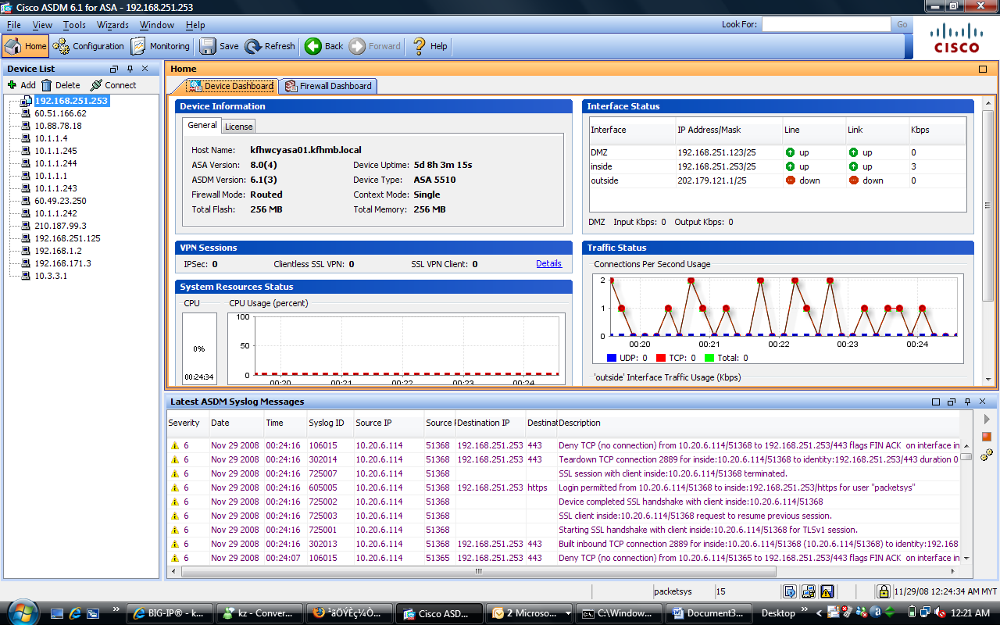 Cisco ASDM 6.1 for ASA - 192.168.251.253
File View Tools Wizards Window Help
Look For: Go
Home Configuration Monitoring Save Refresh Back Forward Help
CISCO
Device List
Add Delete Connect
192.168.251.253
60.51.166.62
10.88.78.18
10.1.1.4
10.1.1.245
10.1.1.244
10.1.1.1
10.1.1.243
60.49.23.250
10.1.1.242
210.187.99.3
192.168.251.125
192.168.1.2
192.168.171.3
10.3.3.1
Home
Device Dashboard Firewall Dashboard
Device Information
General License
Host Name: kfhwcyasa01.kfhmb.local
ASA Version: 8.0(4) Device Uptime: 5d 8h 3m 15s
ASDM Version: 6.1(3) Device Type: ASA 5510
Firewall Mode: Routed Context Mode: Single
Total Flash: 256 MB Total Memory: 256 MB
Interface Status
Interface IP Address/Mask Line Link Kbps
DMZ 192.168.251.123/25 up up 0
inside 192.168.251.253/25 up up 3
outside 202.179.121.1/25 down down 0
DMZ Input Kbps: 0 Output Kbps: 0
VPN Sessions
IPSec: 0 Clientless SSL VPN: 0 SSL VPN Client: 0 Details
System Resources Status
CPU CPU Usage (percent)
0%
00:24:34
100
50
0
00:20 00:21 00:22 00:23 00:24
Traffic Status
Connections Per Second Usage
2
1
0
00:20 00:21 00:22 00:23 00:24
UDP: 0 TCP: 0 Total: 0
'outside' Interface Traffic Usage (Kbps)
Latest ASDM Syslog Messages
Severity Date Time Syslog ID Source IP Source Destination IP Destinat Description
6 Nov 29 2008 00:24:16 106015 10.20.6.114 51368 192.168.251.253 443 Deny TCP (no connection) from 10.20.6.114/51368 to 192.168.251.253/443 flags FIN ACK on interface in
6 Nov 29 2008 00:24:16 302014 10.20.6.114 51368 192.168.251.253 443 Teardown TCP connection 2889 for inside:10.20.6.114/51368 to identity:192.168.251.253/443 duration 0
6 Nov 29 2008 00:24:16 725007 10.20.6.114 51368 SSL session with client inside:10.20.6.114/51368 terminated.
6 Nov 29 2008 00:24:16 605005 10.20.6.114 51368 192.168.251.253 https Login permitted from 10.20.6.114/51368 to inside:192.168.251.253/https for user "packetsys"
6 Nov 29 2008 00:24:16 725002 10.20.6.114 51368 Device completed SSL handshake with client inside:10.20.6.114/51368
6 Nov 29 2008 00:24:16 725003 10.20.6.114 51368 SSL client inside:10.20.6.114/51368 request to resume previous session.
6 Nov 29 2008 00:24:16 725001 10.20.6.114 51368 Starting SSL handshake with client inside:10.20.6.114/51368 for TLSv1 session.
6 Nov 29 2008 00:24:16 302013 10.20.6.114 51368 192.168.251.253 443 Built inbound TCP connection 2889 for inside:10.20.6.114/51368 (10.20.6.114/51368) to identity:192.168
6 Nov 29 2008 00:24:07 106015 10.20.6.114 51365 192.168.251.253 443 Deny TCP (no connection) from 10.20.6.114/51365 to 192.168.251.253/443 flags FIN ACK on interface in
packetsys 15 11/29/08 12:24:34 AM MYT
BIG-IP® - k... kz - Conver... ¹ãÖÝÈç¼Ò... Cisco ASD... 2 Microso... C:\Window... Document3... Desktop 12:21 AM